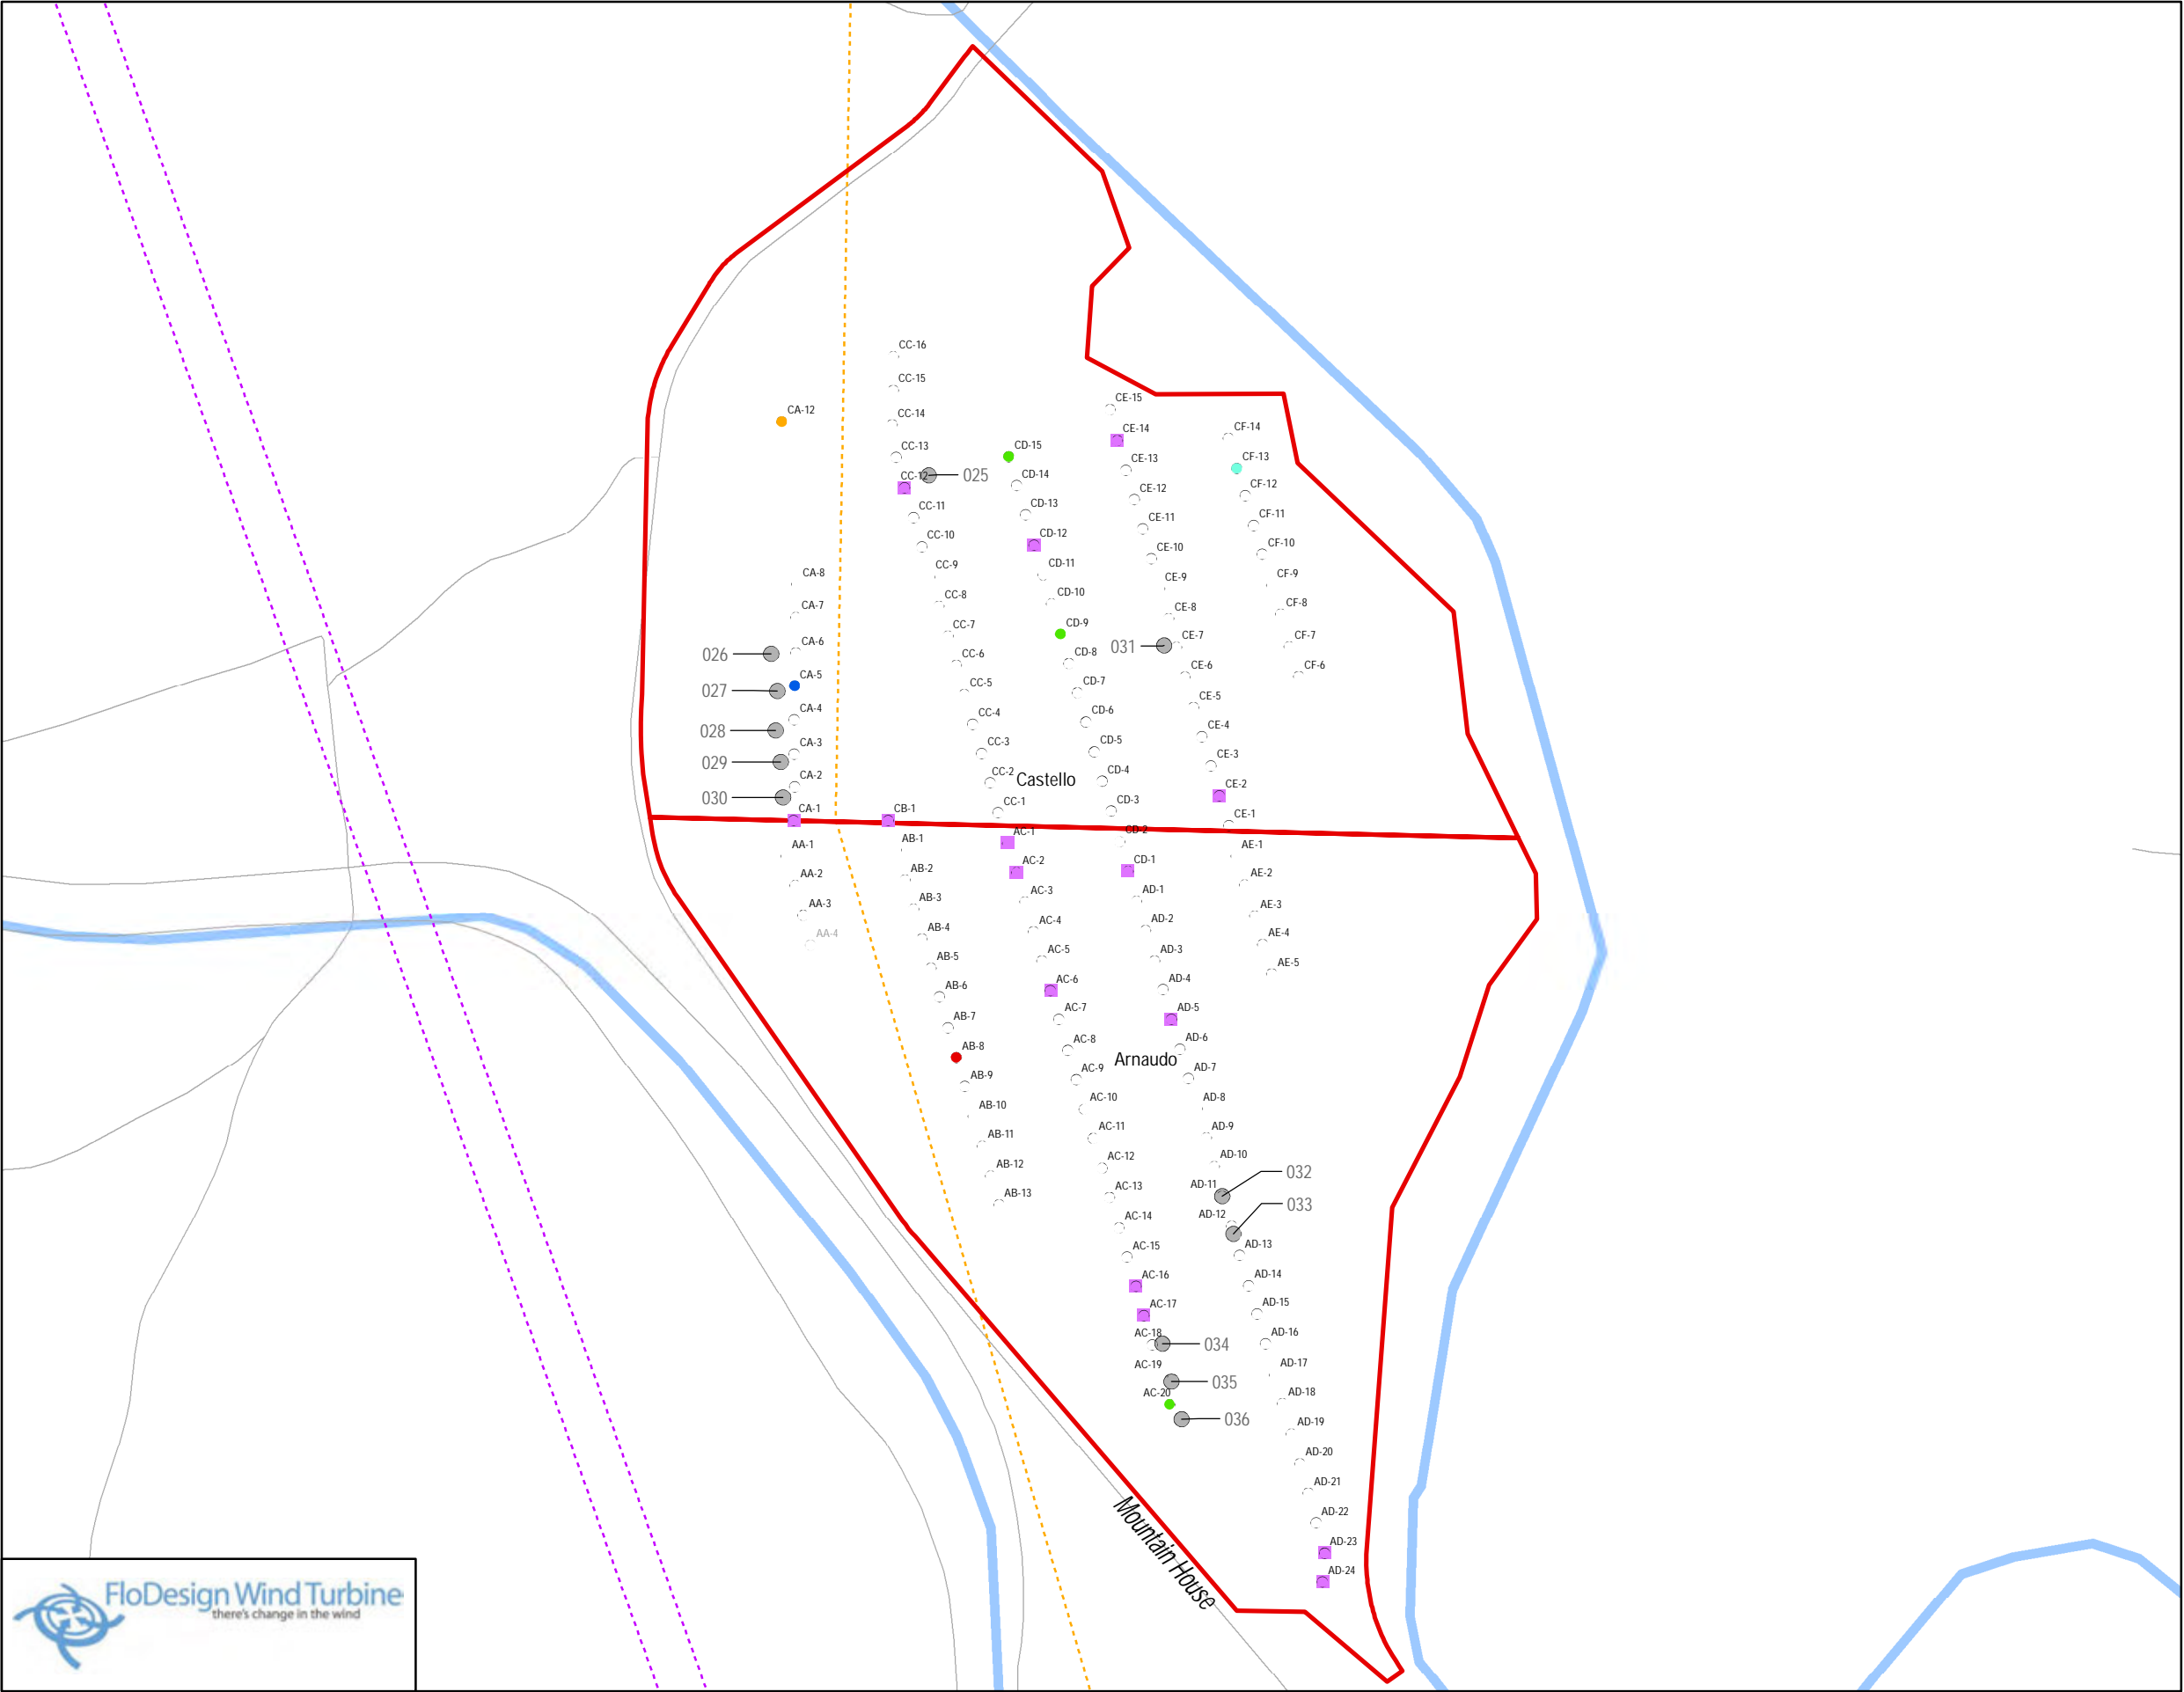 CC-16
CC-15
CE-15
CA-12
CC-14
CE-14
CF-14
CC-13
CD-15
CF-13
CE-13
CC-12
025
CD-14
CF-12
CE-12
CC-11
CD-13
CF-11
CE-11
CC-10
CD-12
CF-10
CE-10
CC-9
CD-11
CA-8
CE-9
CF-9
CC-8
CD-10
CA-7
CE-8
CF-8
CC-7
CD-9
CA-6
CE-7
CF-7
031
026
CC-6
CD-8
CE-6
CF-6
CA-5
027
CC-5
CD-7
CE-5
CA-4
CC-4
CD-6
028
CE-4
CA-3
CC-3
CD-5
CE-3
029
CA-2
CC-2
Castello
CD-4
CE-2
030
CA-1
CB-1
CC-1
CD-3
CE-1
AA-1
AB-1
AC-1
CD-2
AE-1
AA-2
AB-2
AC-2
CD-1
AE-2
AA-3
AB-3
AC-3
AD-1
AE-3
AA-4
AB-4
AC-4
AD-2
AE-4
AB-5
AC-5
AD-3
AE-5
AB-6
AC-6
AD-4
AB-7
AC-7
AD-5
AB-8
AC-8
AD-6
Arnaudo
AB-9
AC-9
AD-7
AB-10
AC-10
AD-8
AB-11
AC-11
AD-9
AB-12
AC-12
AD-10
032
AB-13
AC-13
AD-11
033
AC-14
AD-12
AC-15
AD-13
AC-16
AD-14
AC-17
AD-15
AC-18
034
AD-16
AC-19
AD-17
035
AC-20
AD-18
036
AD-19
AD-20
AD-21
AD-22
Mountain House
AD-23
AD-24
FloDesign Wind Turbine
there's change in the wind